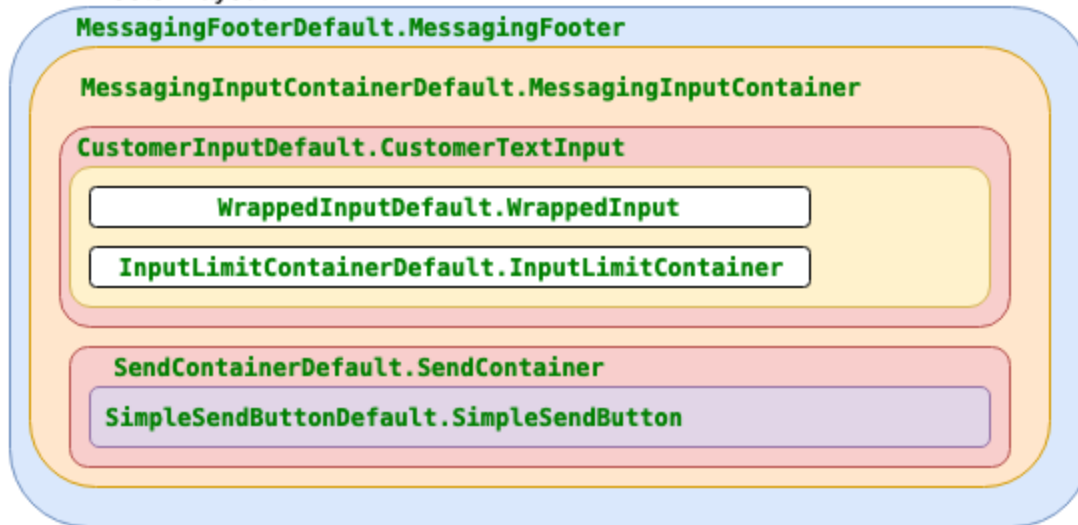 MessagingFooterDefault.MessagingFooter
MessagingInputContainerDefault.MessagingInputContainer
CustomerInputDefault.CustomerTextInput
WrappedInputDefault.WrappedInput
InputLimitContainerDefault.InputLimitContainer
SendContainerDefault.SendContainer
SimpleSendButtonDefault.SimpleSendButton